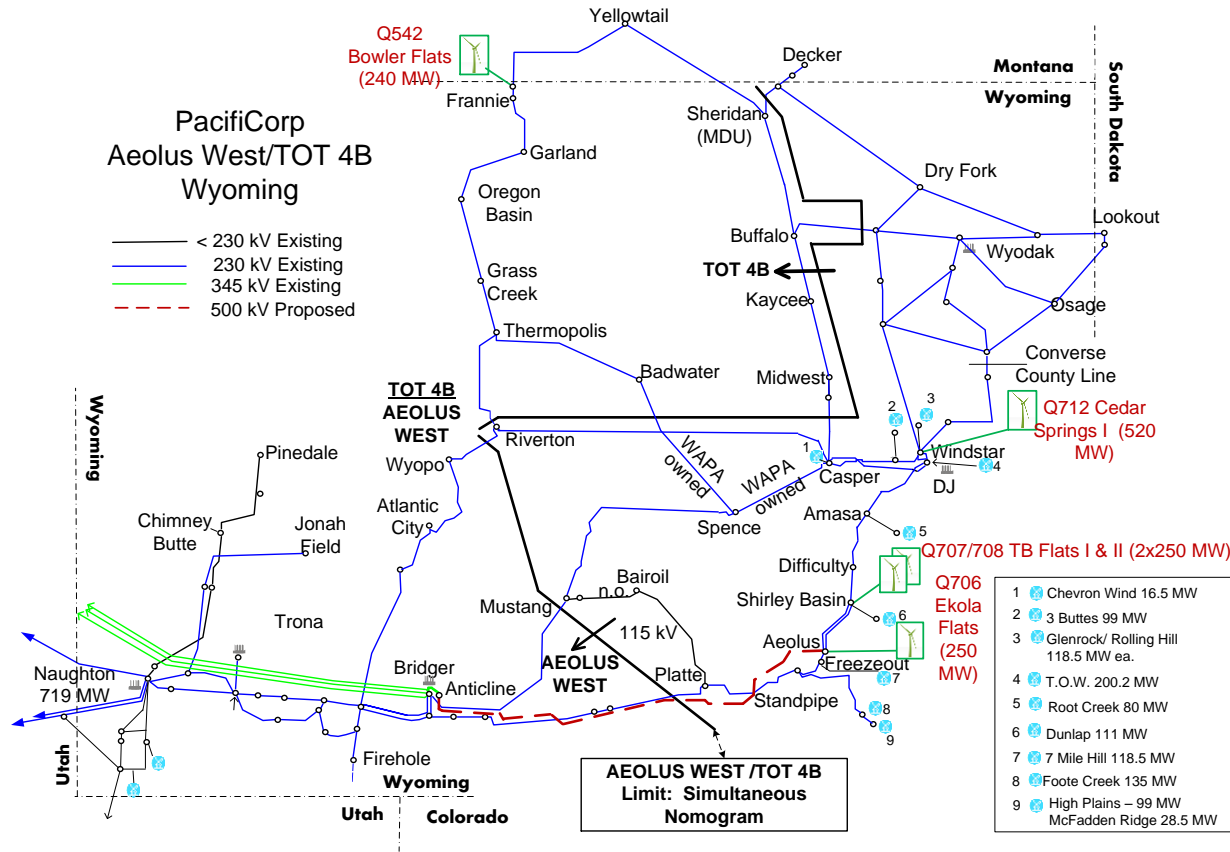 Yellowtail
Q542
Bowler Flats
(240 MW)
Decker
Montana
Wyoming
South Dakota
Frannie
Sheridan
(MDU)
PacifiCorp
Aeolus West/TOT 4B
Wyoming
Garland
Dry Fork
Oregon
Basin
Lookout
< 230 kV Existing
230 kV Existing
345 kV Existing
500 kV Proposed
Buffalo
Wyodak
TOT 4B
Grass
Creek
Kaycee
Osage
Thermopolis
Converse
County Line
Badwater
Midwest
TOT 4B
AEOLUS
WEST
2
3
Q712 Cedar
Springs I (520
MW)
Wyoming
Riverton
Pinedale
Wyopo
WAPA
owned
WAPA
owned
1
Casper
Windstar
4
DJ
Atlantic
City
Spence
Amasa
Chimney
Butte
Jonah
Field
5
Q707/708 TB Flats I & II (2x250 MW)
Difficulty
Q706
Ekola
Flats
(250
MW)
n.o.
Bairoil
Mustang
Shirley Basin
6
Trona
115 kV
Aeolus
AEOLUS
WEST
Freezeout
7
Naughton
719 MW
Bridger
Anticline
Platte
Standpipe
8
9
Firehole
Utah
Wyoming
Utah
Colorado
AEOLUS WEST /TOT 4B
Limit: Simultaneous
Nomogram
1 Chevron Wind 16.5 MW
2 3 Buttes 99 MW
3 Glenrock/ Rolling Hill
118.5 MW ea.
4 T.O.W. 200.2 MW
5 Root Creek 80 MW
6 Dunlap 111 MW
7 7 Mile Hill 118.5 MW
8 Foote Creek 135 MW
9 High Plains – 99 MW
McFadden Ridge 28.5 MW